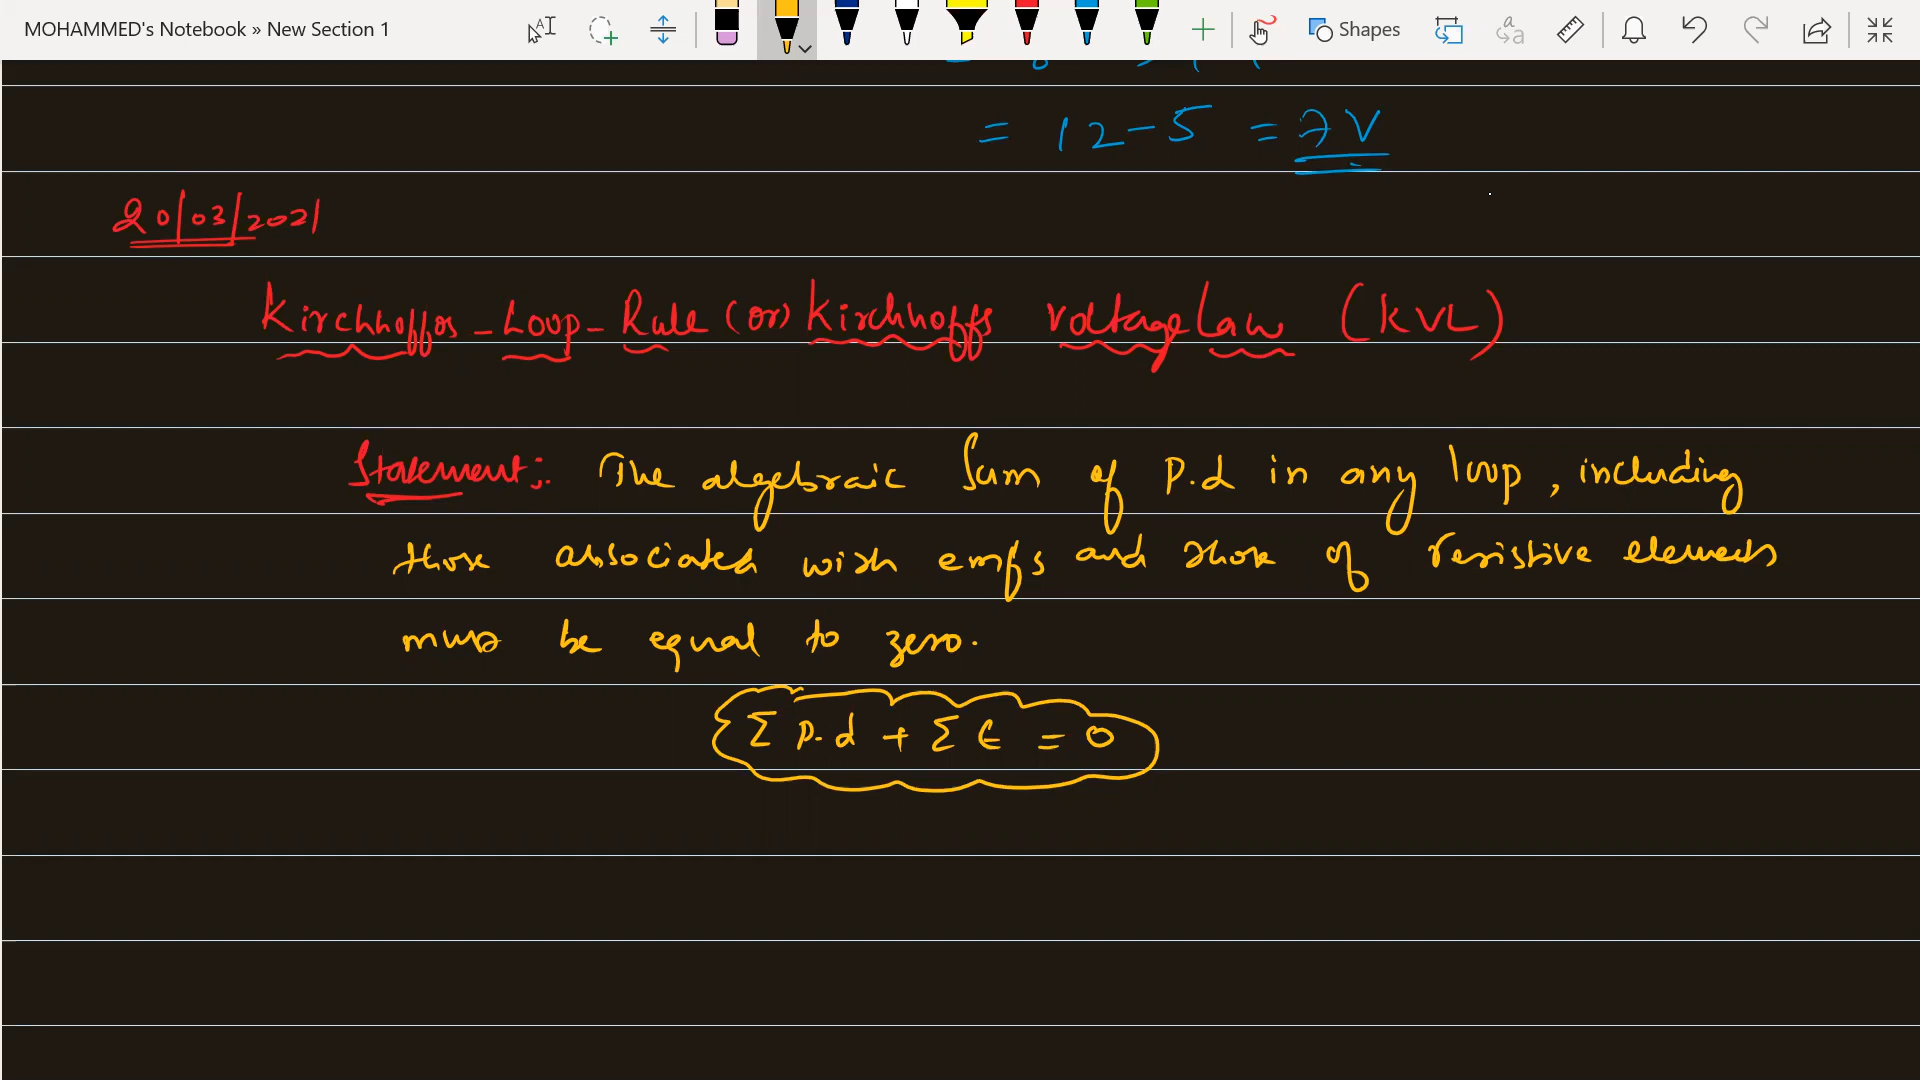 MOHAMMED's Notebook » New Section 1
Shapes
= 12 - 5 = 7V
20/03/2021
Kirchhoffos - Loop - Rule (or) Kirchhoffs voltage law (KVL)
Statement:. The algebraic sum of P.d in any loop, including
those associated with emfs and those of resistive elements
must be equal to zero.
Σ P.d + Σ E = 0